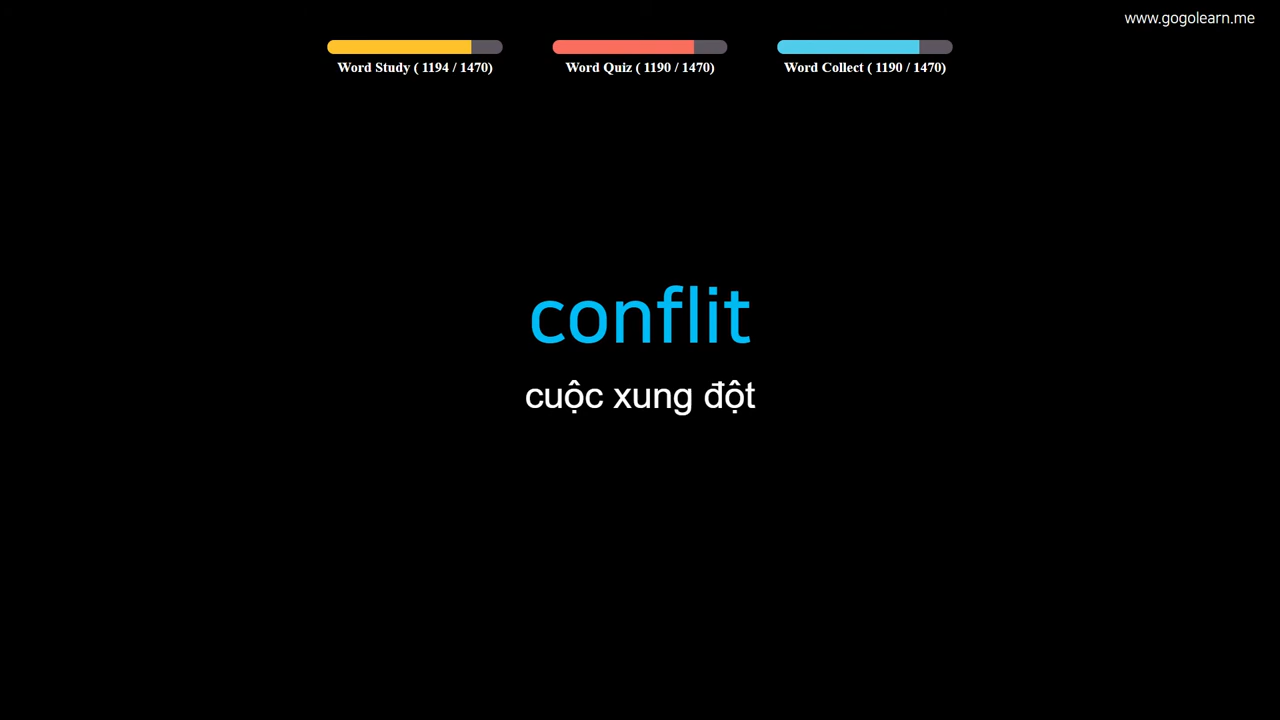 www.gogolearn.me
Word Study ( 1194 / 1470) Word Quiz ( 1190 / 1470) Word Collect ( 1190 / 1470)
conflit
cuộc xung đột